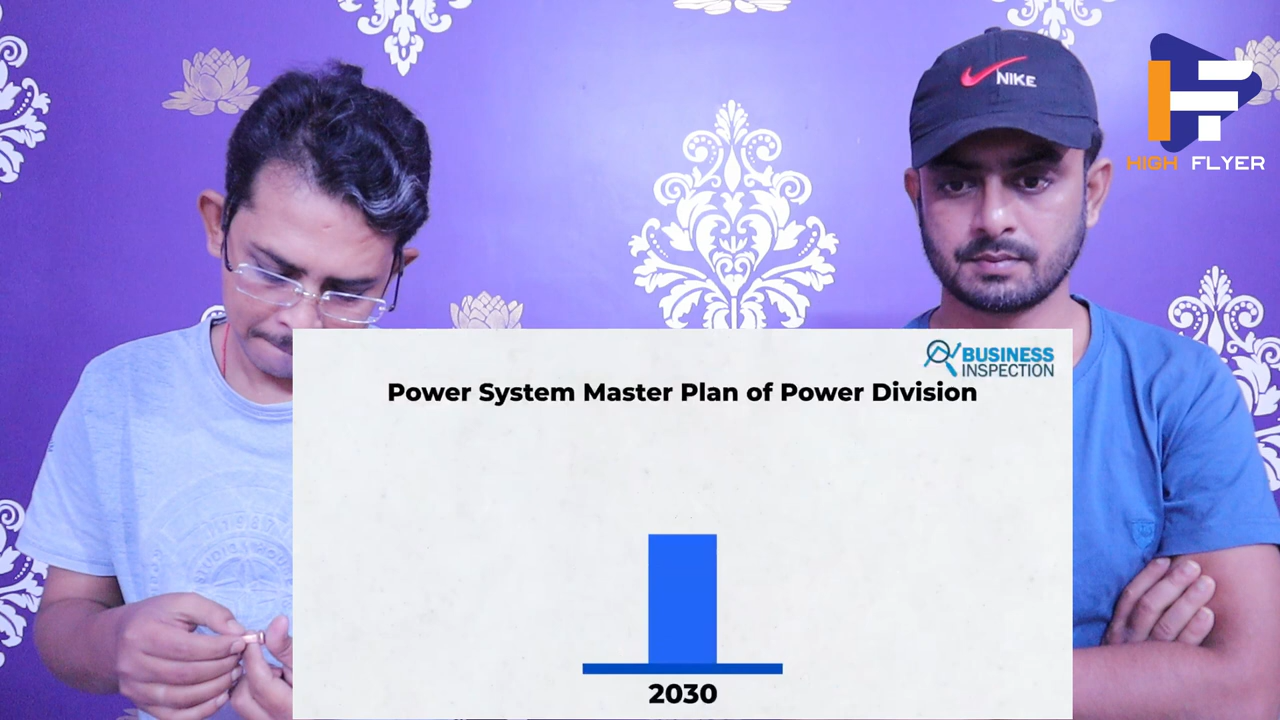 NIKE
HIGH FLYER
BUSINESS
INSPECTION
Power System Master Plan of Power Division
2030